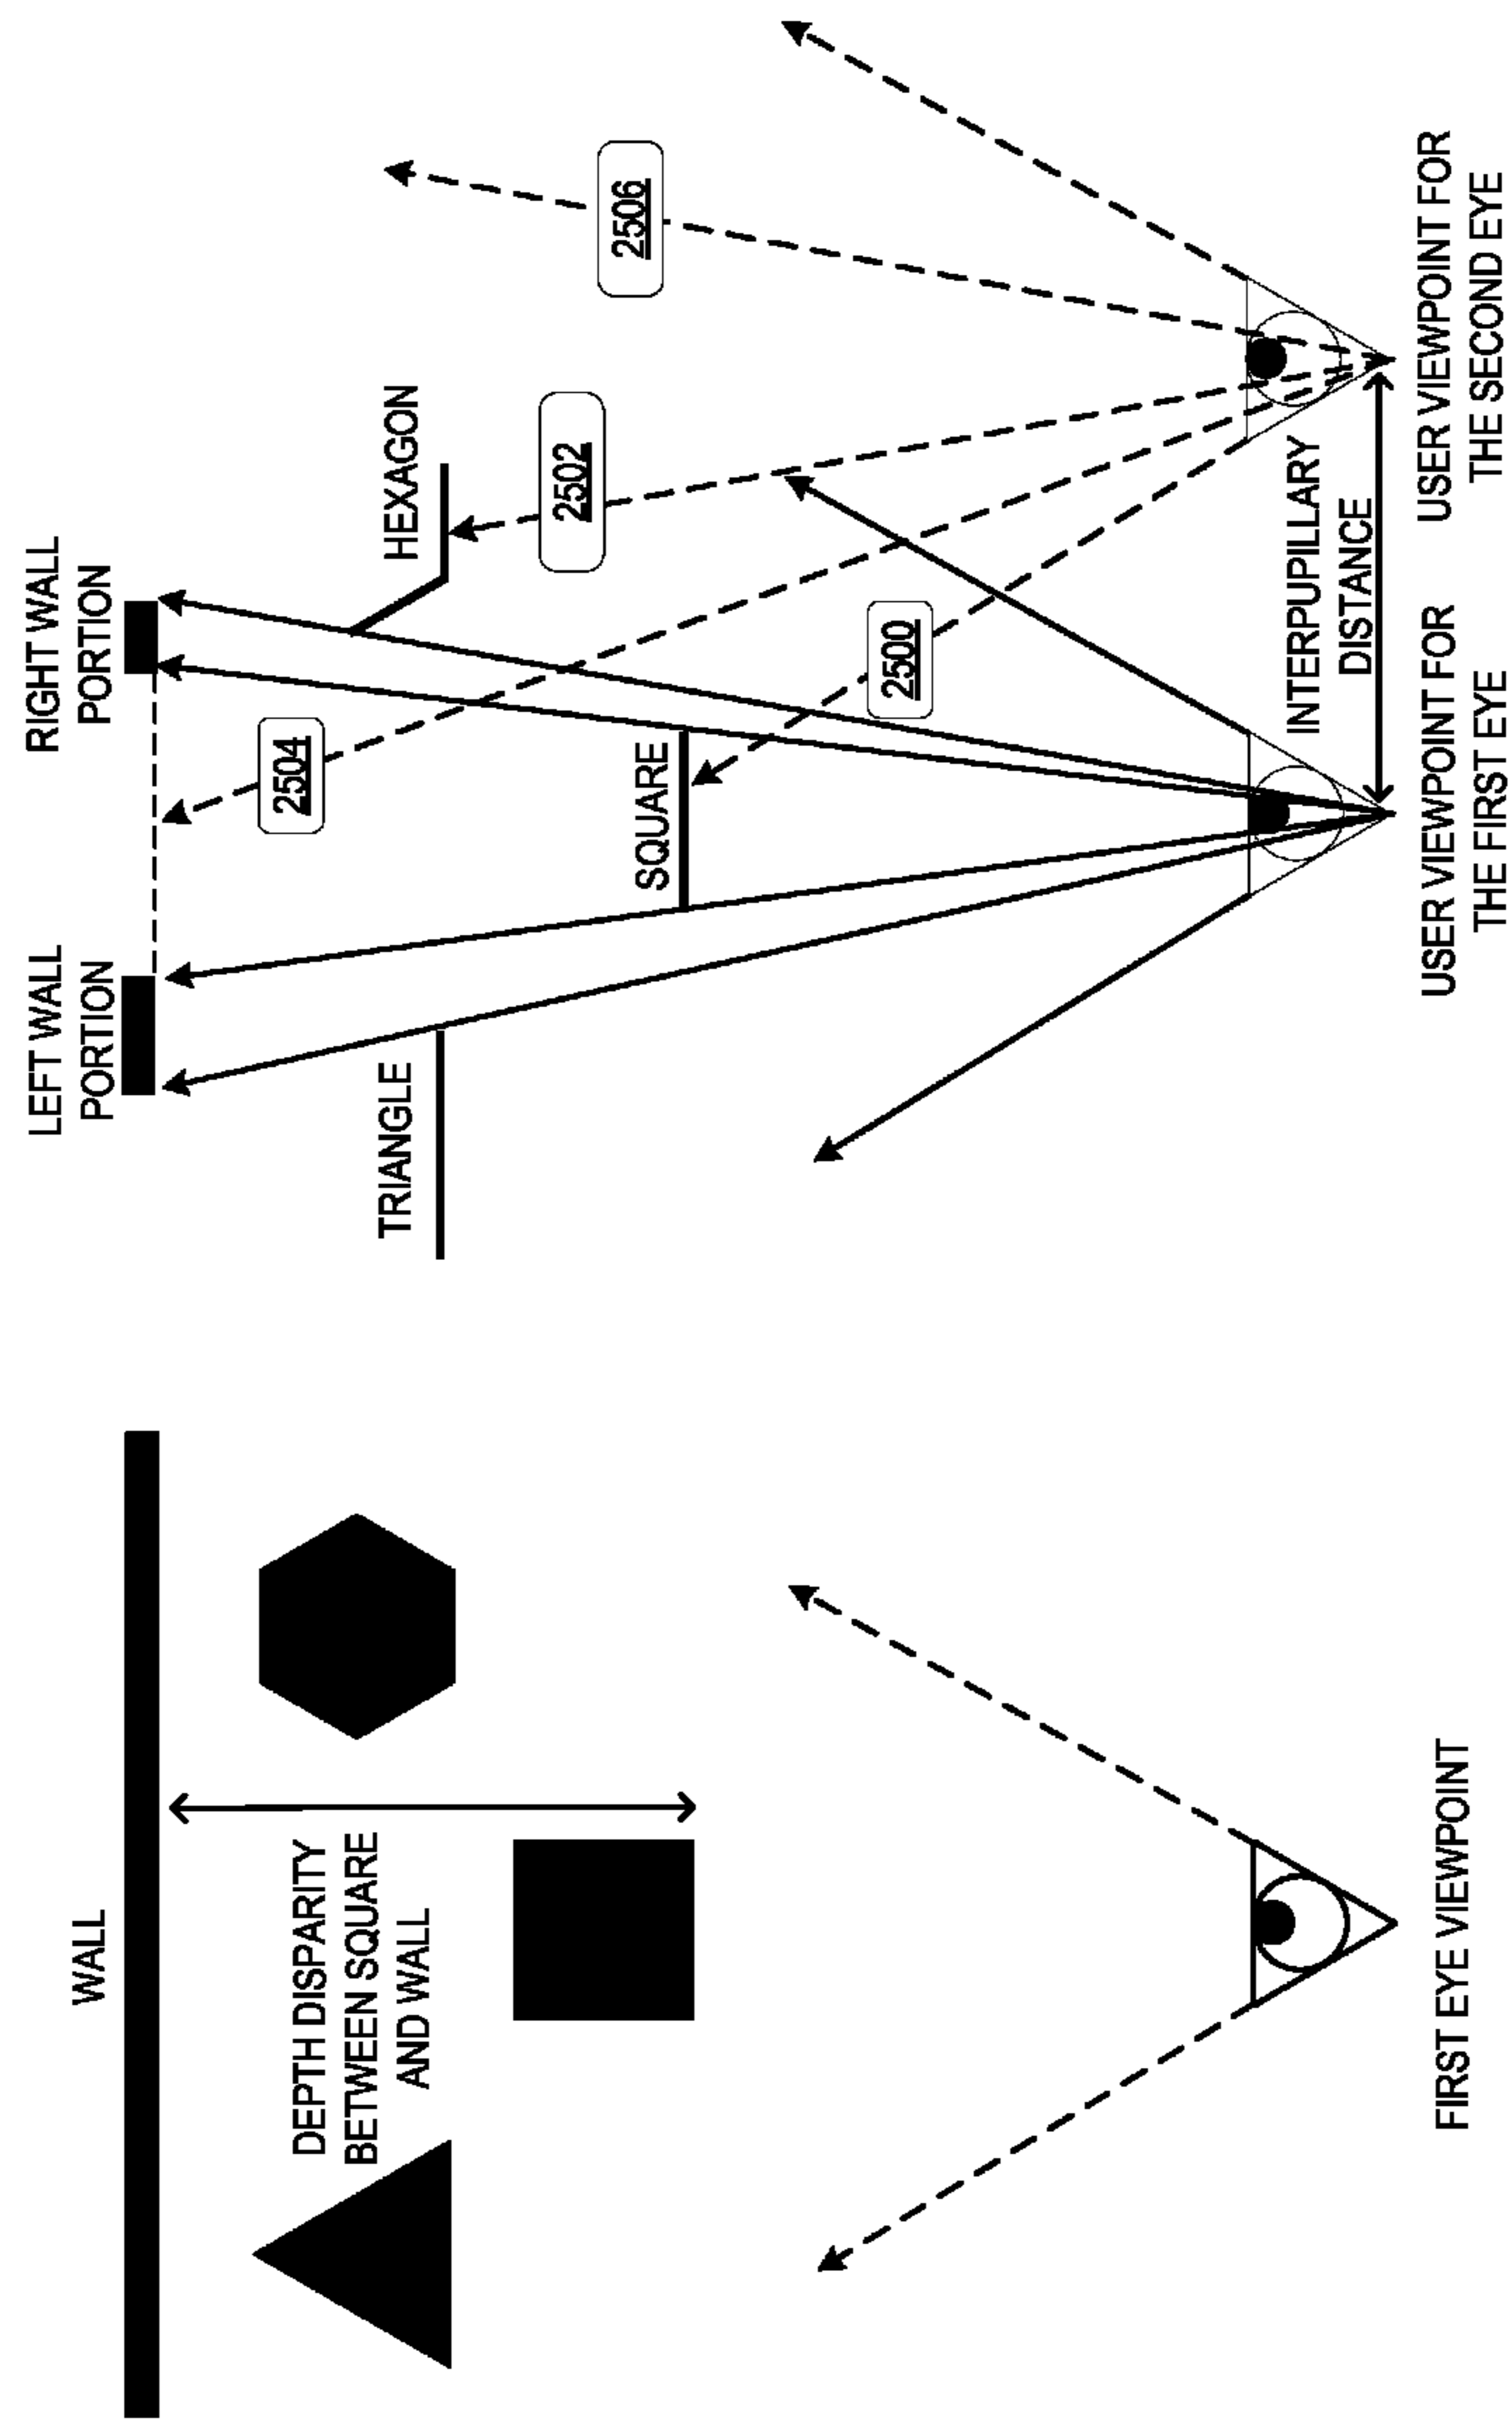 WALL
DEPTH DISPARITY
BETWEEN SQUARE
AND WALL
FIRST EYE VIEWPOINT
LEFT WALL
PORTION
RIGHT WALL
PORTION
TRIANGLE
HEXAGON
SQUARE
2504
2502
2506
2500
INTERPUPILLARY
DISTANCE
USER VIEWPOINT FOR
THE FIRST EYE
USER VIEWPOINT FOR
THE SECOND EYE